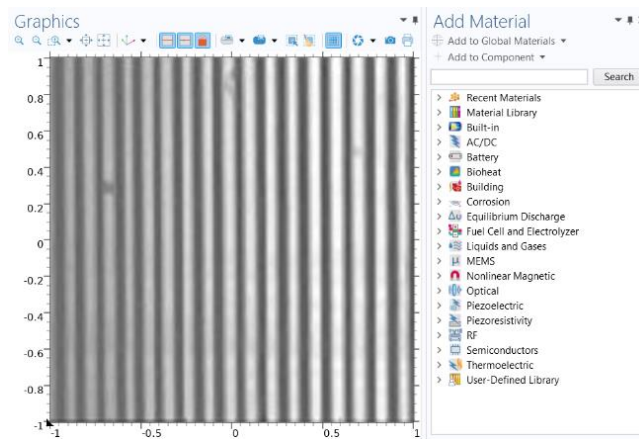 Graphics
1
0.8
0.6
0.4
0.2
0
-0.2
-0.4
-0.6
-0.8
-1
-1
-0.5
0
0.5
1
Add Material
Add to Global Materials
Add to Component
Search
Recent Materials
Material Library
Built-in
AC/DC
Battery
Bioheat
Building
Corrosion
Equilibrium Discharge
Fuel Cell and Electrolyzer
Liquids and Gases
MEMS
Nonlinear Magnetic
Optical
Piezoelectric
Piezoresistivity
RF
Semiconductors
Thermoelectric
User-Defined Library